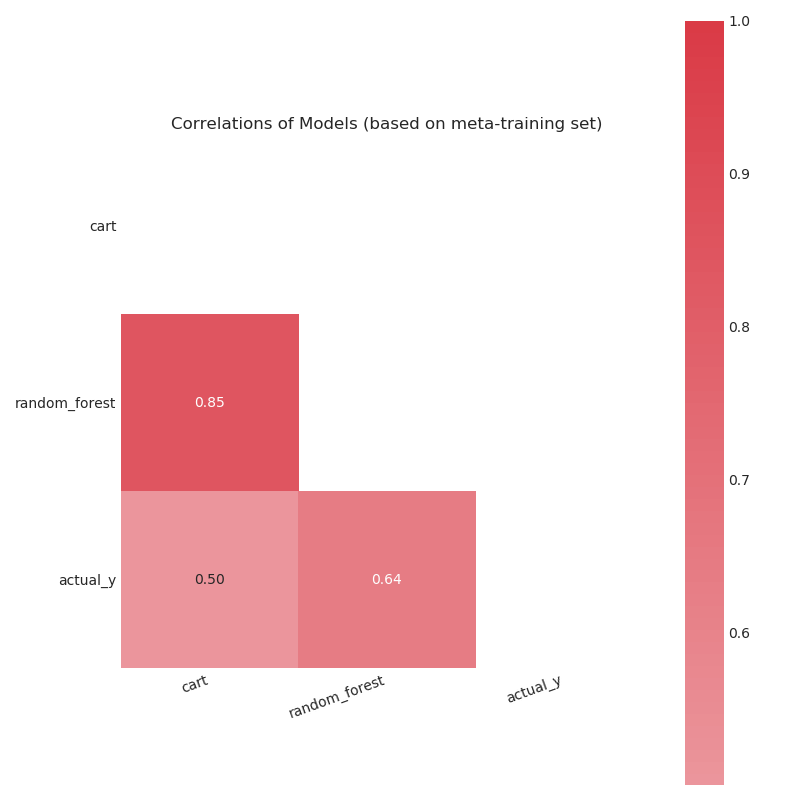 Correlations of Models (based on meta-training set)
cart
random_forest
actual_y
0.85
0.50
0.64
cart
random_forest
actual_y
1.0
0.9
0.8
0.7
0.6